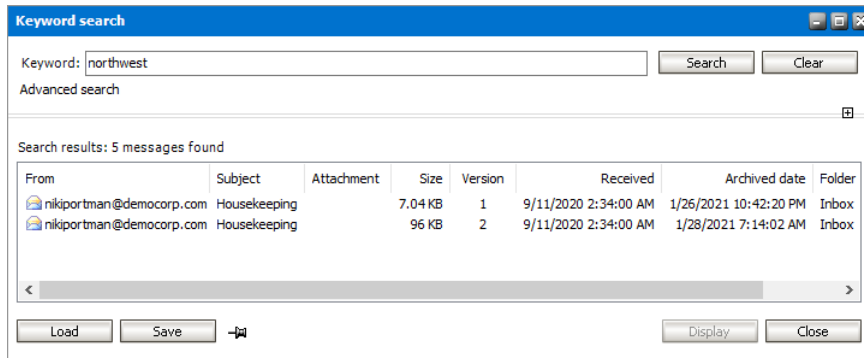 Keyword search
Keyword: northwest Search Clear
Advanced search
Search results: 5 messages found
From Subject Attachment Size Version Received Archived date Folder
nikiportman@democorp.com Housekeeping 7.04 KB 1 9/11/2020 2:34:00 AM 1/26/2021 10:42:20 PM Inbox
nikiportman@democorp.com Housekeeping 96 KB 2 9/11/2020 2:34:00 AM 1/28/2021 7:14:02 AM Inbox
Load Save Display Close